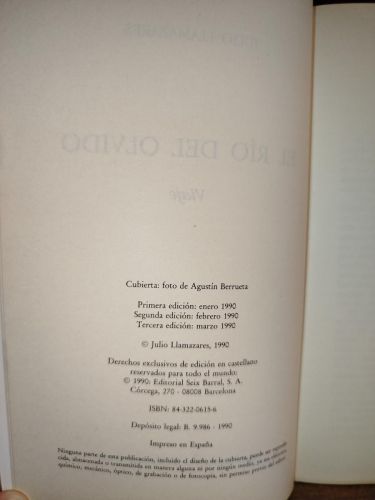 JULIO LLAMAZARES
EL RÍO DEL OLVIDO
Viaje
Cubierta: foto de Agustín Berrueta
Primera edición: enero 1990
Segunda edición: febrero 1990
Tercera edición: marzo 1990
© Julio Llamazares, 1990
Derechos exclusivos de edición en castellano
reservados para todo el mundo:
© 1990: Editorial Seix Barral, S. A.
Córcega, 270 - 08008 Barcelona
ISBN: 84-322-0615-6
Depósito legal: B. 9.986 - 1990
Impreso en España
Ninguna parte de esta publicación, incluido el diseño de la cubierta, puede ser reprodu-
cida, almacenada o transmitida en manera alguna ni por ningún medio, ya sea eléctrico,
químico, mecánico, óptico, de grabación o de fotocopia, sin permiso previo del editor.